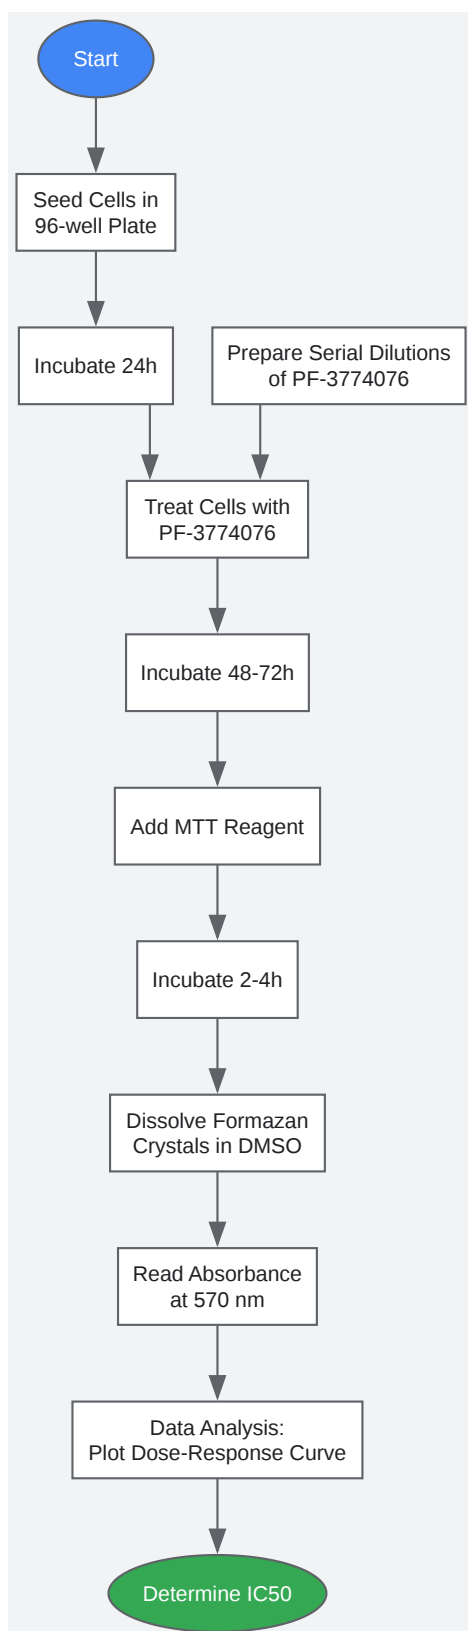 Start
Seed Cells in
96-well Plate
Incubate 24h
Prepare Serial Dilutions
of PF-3774076
Treat Cells with
PF-3774076
Incubate 48-72h
Add MTT Reagent
Incubate 2-4h
Dissolve Formazan
Crystals in DMSO
Read Absorbance
at 570 nm
Data Analysis:
Plot Dose-Response Curve
Determine IC50